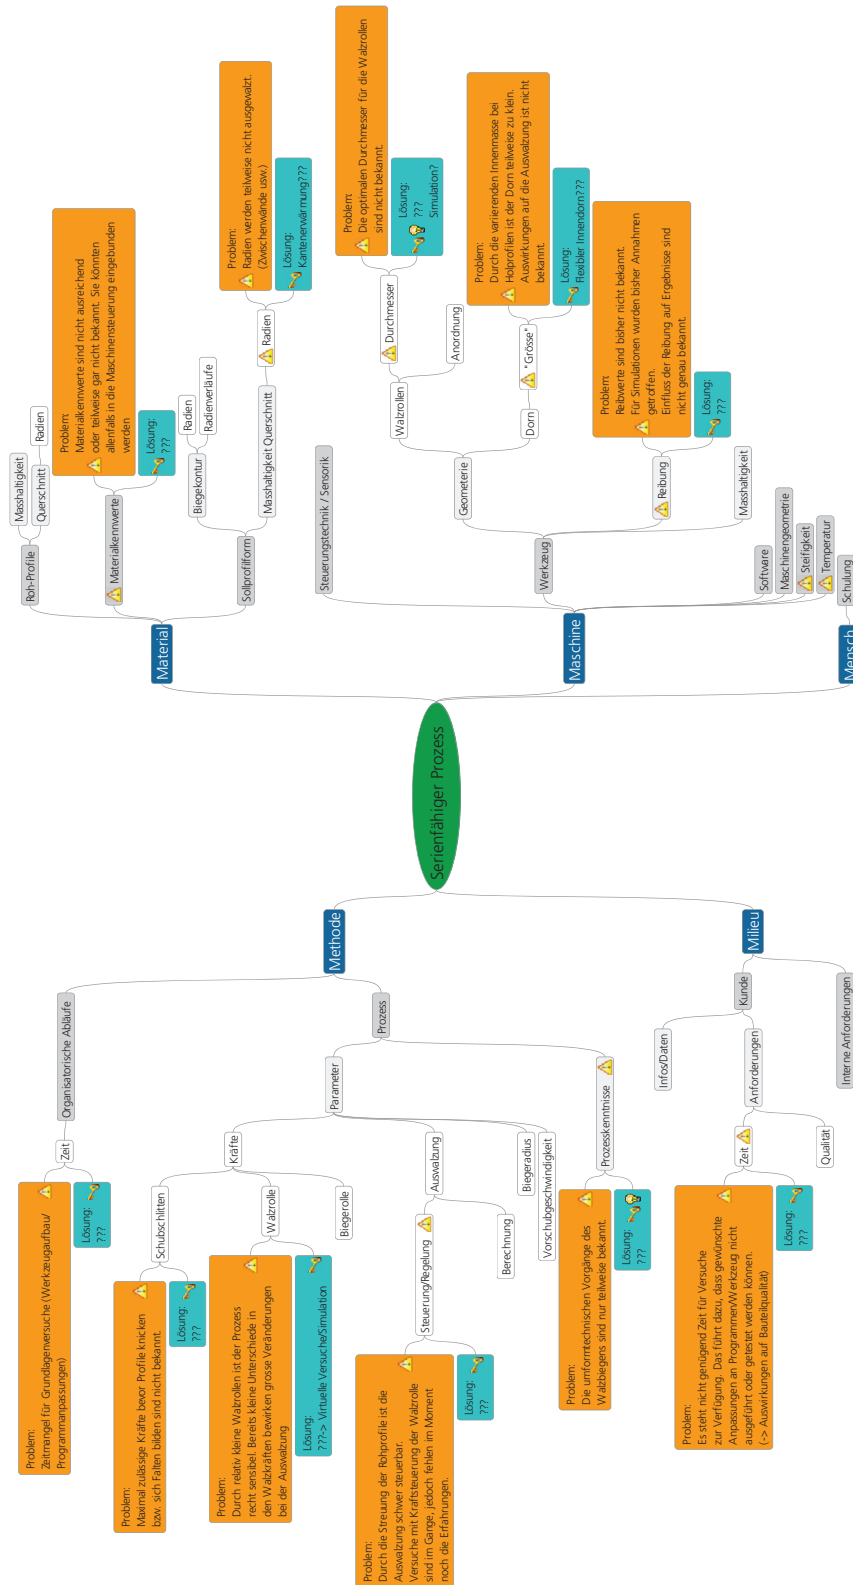 Serienfähiger Prozess
Material
Roh-Profile
Masshaltigkeit
Querschnitt
Radien
Materialkennwerte
Problem:
Materialkennwerte sind nicht ausreichend
oder teilweise gar nicht bekannt. Sie könnten
allenfalls in die Maschinensteuerung eingebunden
werden
Lösung:
???
Sollprofilform
Biegekontur
Radien
Radienverläufe
Masshaltigkeit Querschnitt
Radien
Problem:
Radien werden teilweise nicht ausgewalzt.
(Zwischenwände usw.)
Lösung:
Kantenerwärmung???
Maschine
Steuerungstechnik / Sensorik
Werkzeug
Geometerie
Walzrollen
Durchmesser
Problem:
Die optimalen Durchmesser für die Walzrollen
sind nicht bekannt.
Lösung:
???
Simulation?
Anordnung
Dorn
"Grösse"
Problem:
Durch die variierenden Innenmasse bei
Holprofilen ist der Dorn teilweise zu klein.
Auswirkungen auf die Auswalzung ist nicht
bekannt.
Lösung:
flexibler Innendorn???
Reibung
Problem:
Reibwerte sind bisher nicht bekannt.
Für Simulationen wurden bisher Annahmen
getroffen.
Einfluss der Reibung auf Ergebnisse sind
nicht genau bekannt.
Lösung:
???
Masshaltigkeit
Software
Maschinengeometrie
Steifigkeit
Temperatur
Mensch
Schulung
Methode
Organisatorische Abläufe
Zeit
Problem:
Zeitmangel für Grundlagenversuche (Werkzeugaufbau/
Programmanpassungen)
Lösung:
???
Prozess
Parameter
Kräfte
Schubschlitten
Problem:
Maximal zulässige Kräfte bevor Profile knicken
bzw. sich Falten bilden sind nicht bekannt.
Lösung:
???
Walzrolle
Problem:
Durch relativ kleine Walzrollen ist der Prozess
recht sensibel. Bereits kleine Unterschiede in
den Walzkräften bewirken grosse Veränderungen
bei der Auswalzung
Lösung:
???-> Virtuelle Versuche/Simulation
Biegerolle
Auswalzung
Steuerung/Regelung
Problem:
Durch die Streuung der Rohprofile ist die
Auswalzung schwer steuerbar.
Versuche mit Kraftsteuerung der Walzrolle
sind im Gange, jedoch fehlen im Moment
noch die Erfahrungen.
Lösung:
???
Berechnung
Biegeradius
Vorschubgeschwindigkeit
Prozesskenntnisse
Problem:
Die umformtechnischen Vorgänge des
Walzbiegens sind nur teilweise bekannt.
Lösung:
???
Milieu
Kunde
Infos/Daten
Anforderungen
Zeit
Problem:
Es steht nicht genügend Zeit für Versuche
zur Verfügung. Das führt dazu, dass gewünschte
Anpassungen an Programmen/Werkzeug nicht
ausgeführt oder getestet werden können.
(-> Auswirkungen auf Bauteilqualität)
Lösung:
???
Qualität
Interne Anforderungen